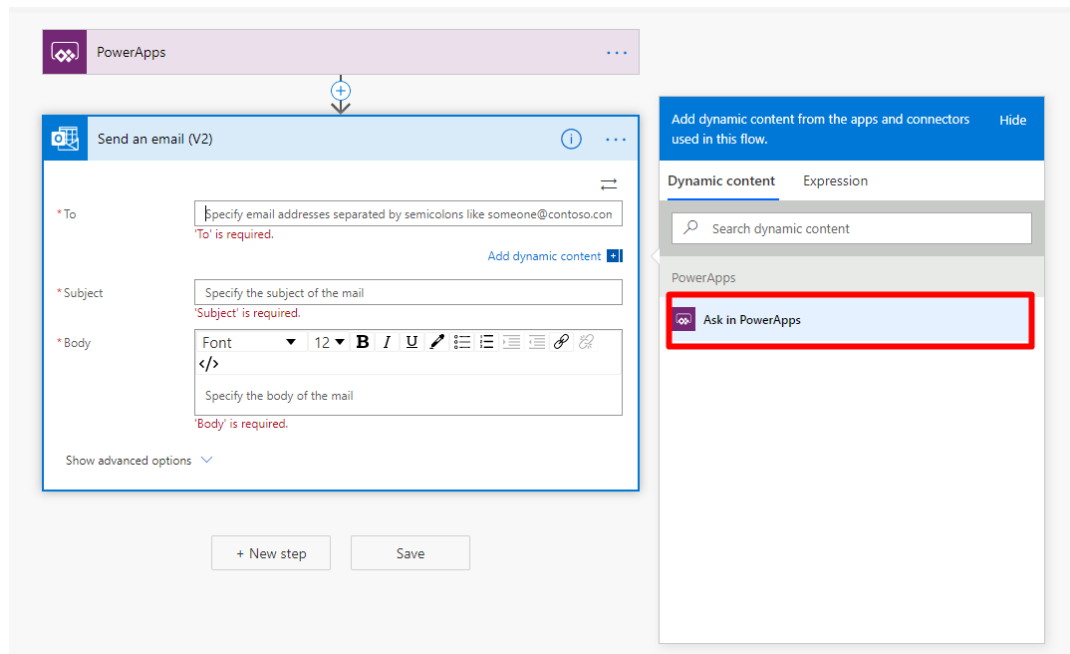 PowerApps
Send an email (V2)
* To
Specify email addresses separated by semicolons like someone@contoso.con
'To' is required.
Add dynamic content
* Subject
Specify the subject of the mail
'Subject' is required.
* Body
Font 12 B I U
</>
Specify the body of the mail
'Body' is required.
Show advanced options
+ New step Save
Add dynamic content from the apps and connectors Hide
used in this flow.
Dynamic content Expression
Search dynamic content
PowerApps
Ask in PowerApps